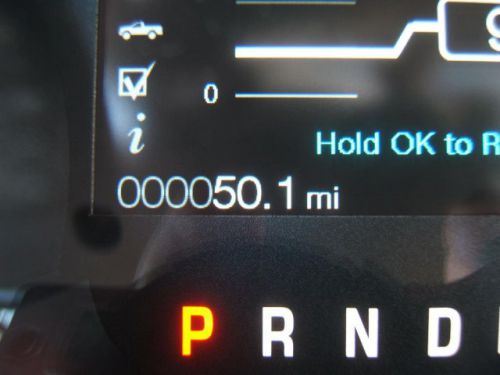 0
Hold OK to R
000050.1 mi
P R N D